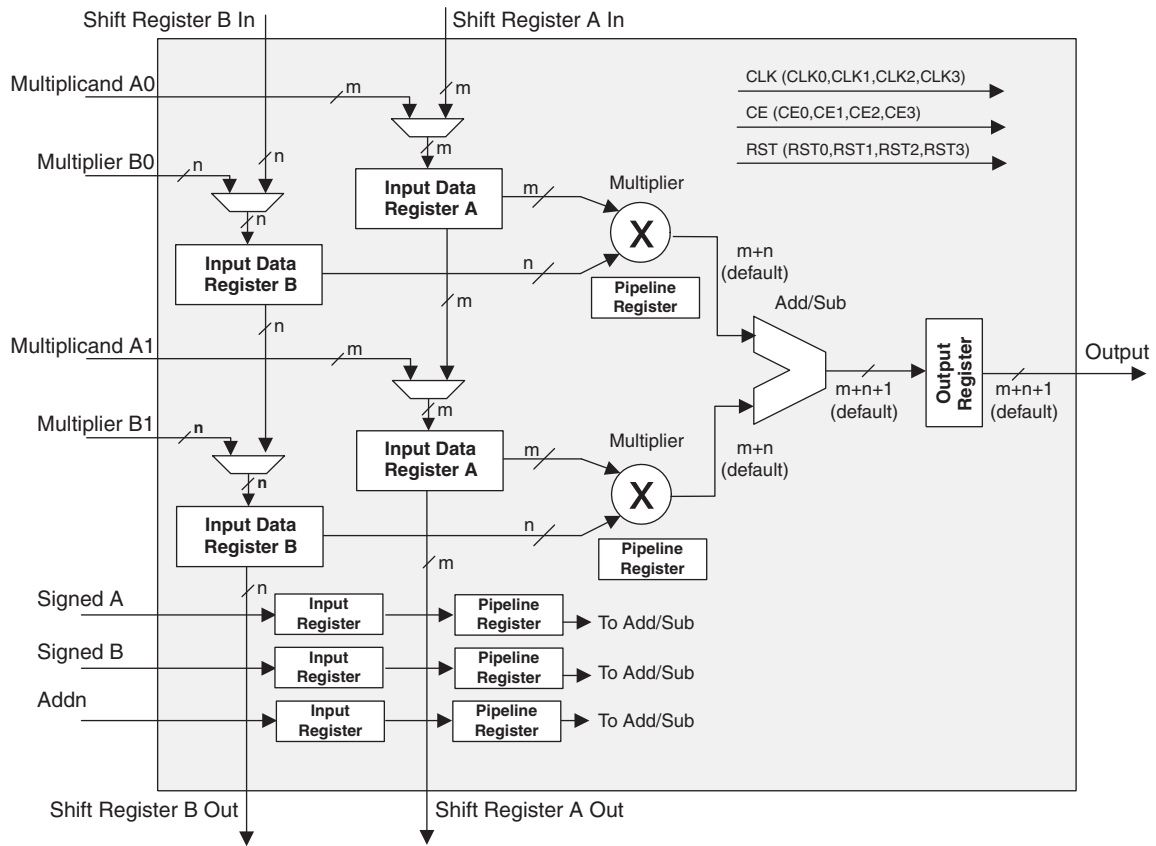 Shift Register B In
Shift Register A In
Multiplicand A0
m
m
CLK (CLK0,CLK1,CLK2,CLK3)
CE (CE0,CE1,CE2,CE3)
RST (RST0,RST1,RST2,RST3)
m
Multiplier B0
n
n
n
Input Data
Register A
m
Multiplier
X
Input Data
Register B
n
Pipeline
Register
m+n
(default)
m
n
Add/Sub
Multiplicand A1
m
m
Output
Register
m+n+1
(default)
m+n+1
(default)
Output
Multiplier B1
n
n
Input Data
Register A
m
Multiplier
X
m+n
(default)
Input Data
Register B
n
Pipeline
Register
m
n
Signed A
Input
Register
Pipeline
Register
To Add/Sub
Signed B
Input
Register
Pipeline
Register
To Add/Sub
Addn
Input
Register
Pipeline
Register
To Add/Sub
Shift Register B Out
Shift Register A Out